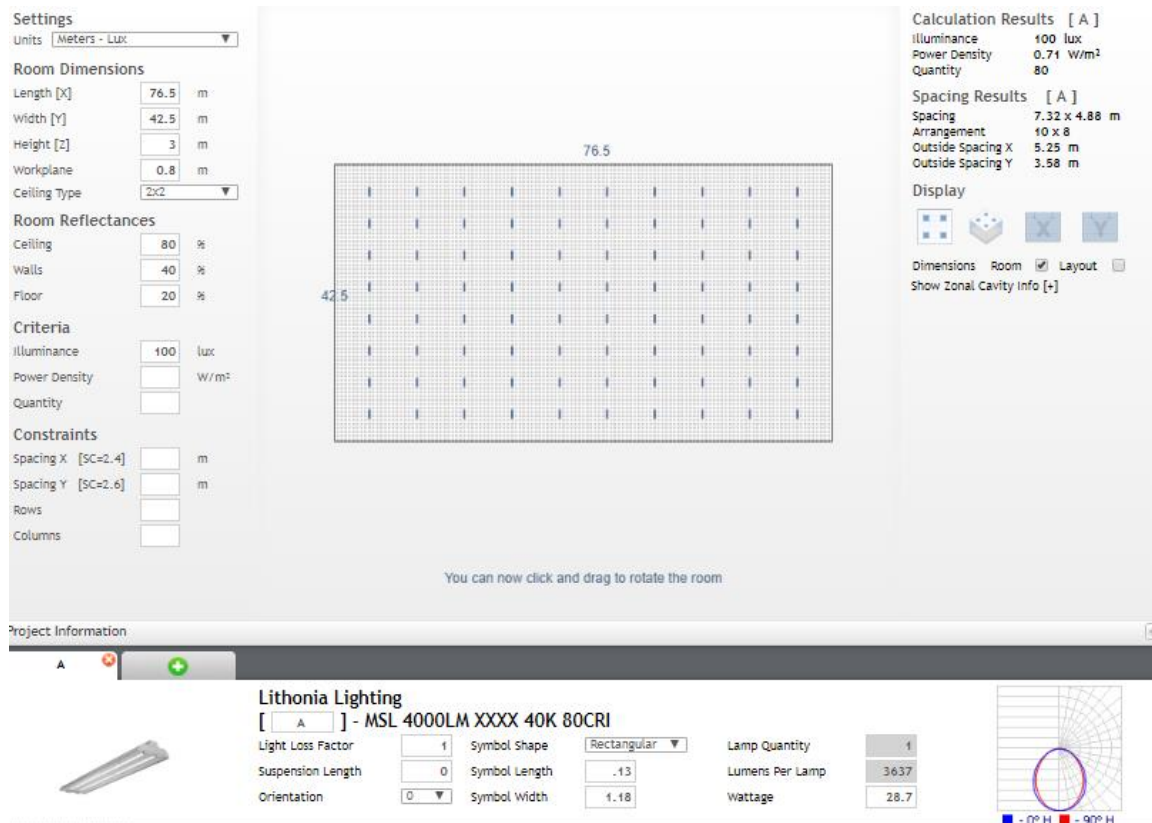 Settings
Units Meters - Lux
Room Dimensions
Length [X] 76.5 m
Width [Y] 42.5 m
Height [Z] 3 m
Workplane 0.8 m
Ceiling Type 2x2
Room Reflectances
Ceiling 80 %
Walls 40 %
Floor 20 %
Criteria
Illuminance 100 lux
Power Density W/m²
Quantity
Constraints
Spacing X [SC=2.4] m
Spacing Y [SC=2.6] m
Rows
Columns
76.5
42.5
You can now click and drag to rotate the room
Calculation Results [ A ]
Illuminance 100 lux
Power Density 0.71 W/m²
Quantity 80
Spacing Results [ A ]
Spacing 7.32 x 4.88 m
Arrangement 10 x 8
Outside Spacing X 5.25 m
Outside Spacing Y 3.58 m
Display
X Y
Dimensions Room Layout
Show Zonal Cavity Info [+]
Project Information
A
Lithonia Lighting
[ A ] - MSL 4000LM XXXX 40K 80CRI
Light Loss Factor 1 Symbol Shape Rectangular Lamp Quantity 1
Suspension Length 0 Symbol Length .13 Lumens Per Lamp 3637
Orientation 0 Symbol Width 1.18 Wattage 28.7
- 0° H - 90° H